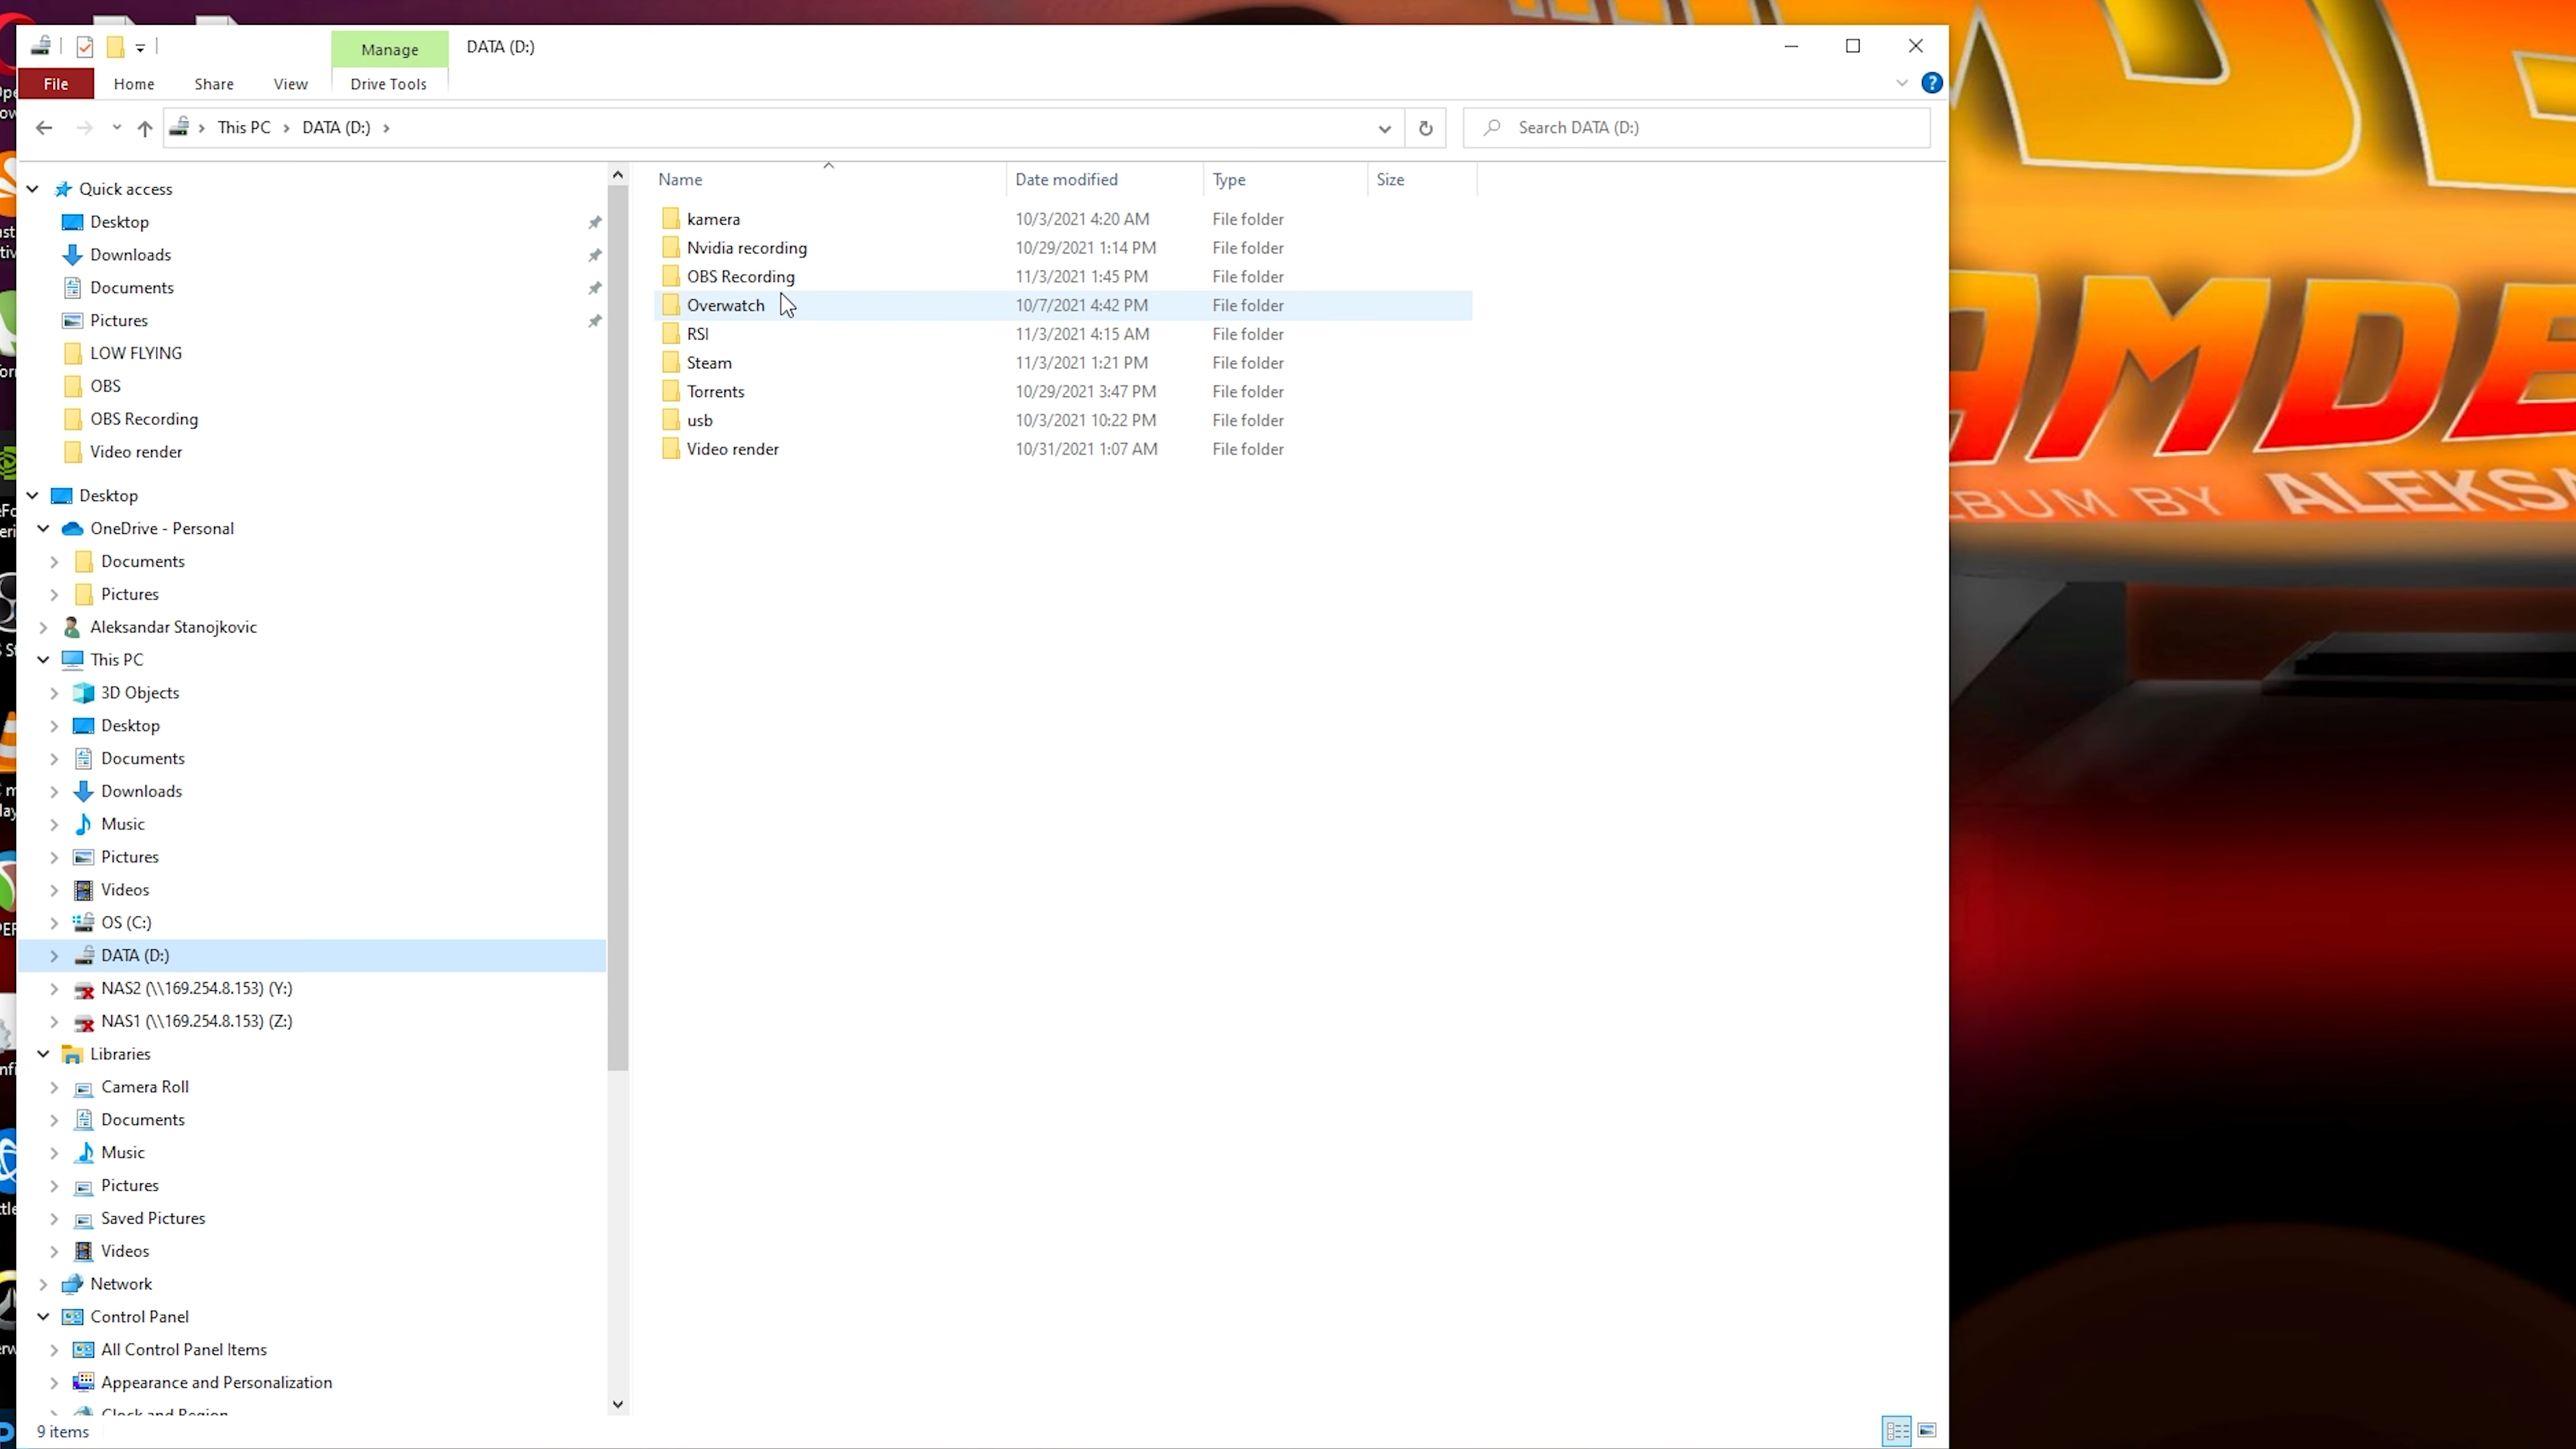 Manage
DATA (D:)
File
Home
Share
View
Drive Tools
This PC
DATA (D:)
Search DATA (D:)
Quick access
Desktop
Downloads
Documents
Pictures
LOW FLYING
OBS
OBS Recording
Video render
Desktop
OneDrive - Personal
Documents
Pictures
Aleksandar Stanojkovic
This PC
3D Objects
Desktop
Documents
Downloads
Music
Pictures
Videos
OS (C:)
DATA (D:)
NAS2 (\\169.254.8.153) (Y:)
NAS1 (\\169.254.8.153) (Z:)
Libraries
Camera Roll
Documents
Music
Pictures
Saved Pictures
Videos
Network
Control Panel
All Control Panel Items
Appearance and Personalization
Clock and Region
9 items
Name Date modified Type Size
kamera 10/3/2021 4:20 AM File folder
Nvidia recording 10/29/2021 1:14 PM File folder
OBS Recording 11/3/2021 1:45 PM File folder
Overwatch 10/7/2021 4:42 PM File folder
RSI 11/3/2021 4:15 AM File folder
Steam 11/3/2021 1:21 PM File folder
Torrents 10/29/2021 3:47 PM File folder
usb 10/3/2021 10:22 PM File folder
Video render 10/31/2021 1:07 AM File folder
AMDE
BUM BY ALEKSA